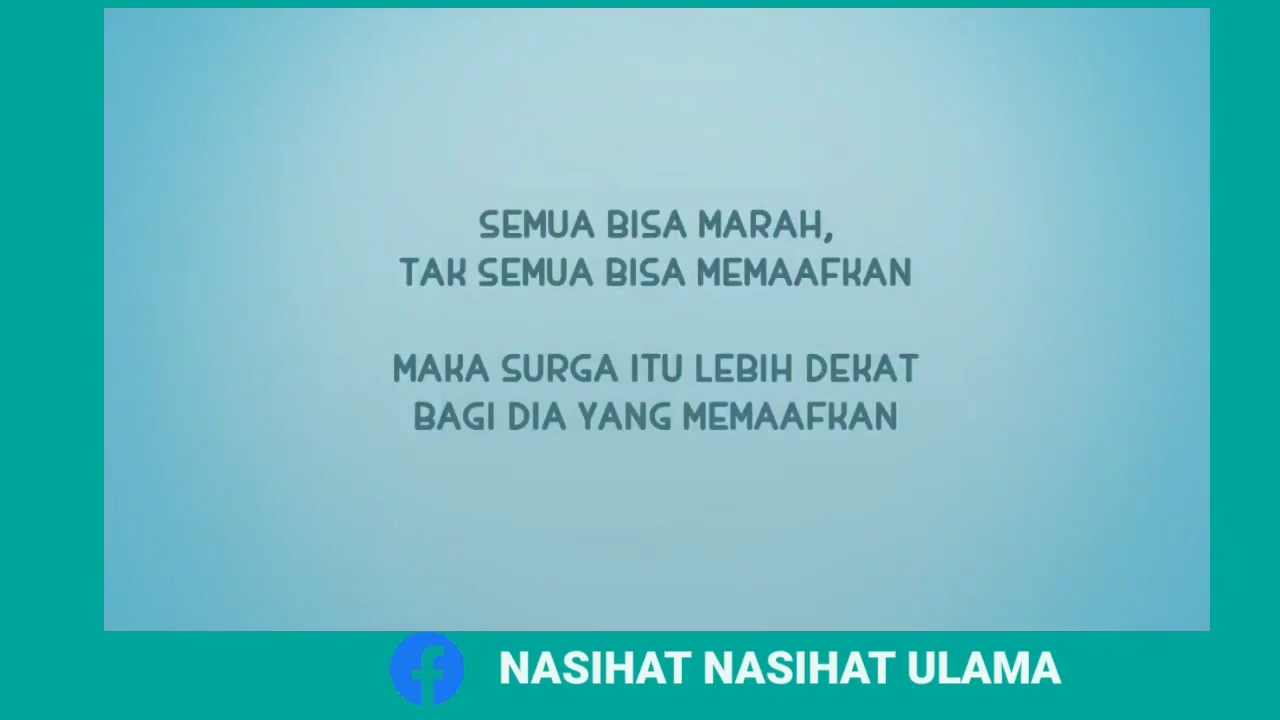 SEMUA BISA MARAH,
TAK SEMUA BISA MEMAAFKAN
MAKA SURGA ITU LEBIH DEKAT
BAGI DIA YANG MEMAAFKAN
NASIHAT NASIHAT ULAMA